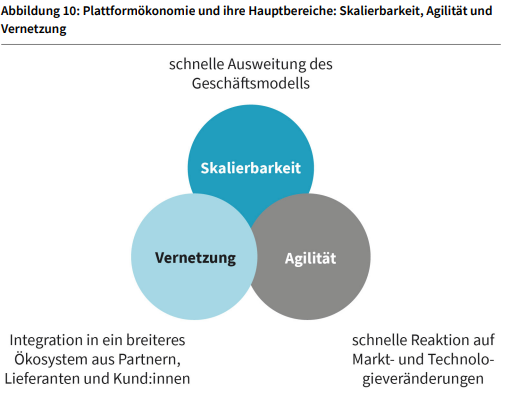 Abbildung 10: Plattformökonomie und ihre Hauptbereiche: Skalierbarkeit, Agilität und
Vernetzung
schnelle Ausweitung des
Geschäftsmodells
Skalierbarkeit
Vernetzung
Agilität
Integration in ein breiteres
Ökosystem aus Partnern,
Lieferanten und Kund:innen
schnelle Reaktion auf
Markt- und Technolo-
gieveränderungen